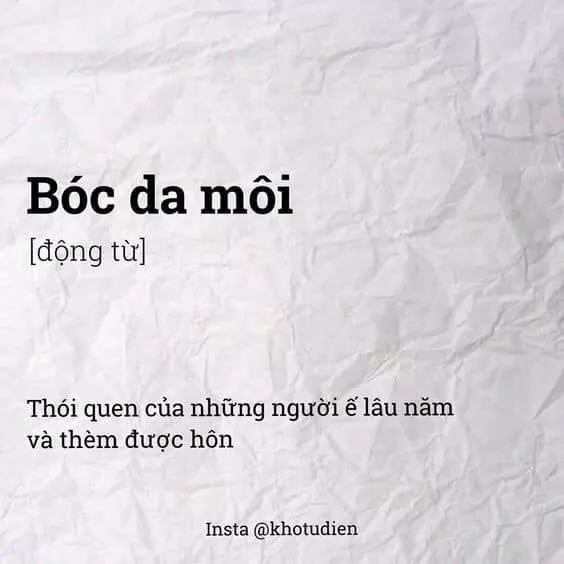 Bóc da môi
[động từ]
Thói quen của những người ế lâu năm
và thèm được hôn
Insta @khotudien